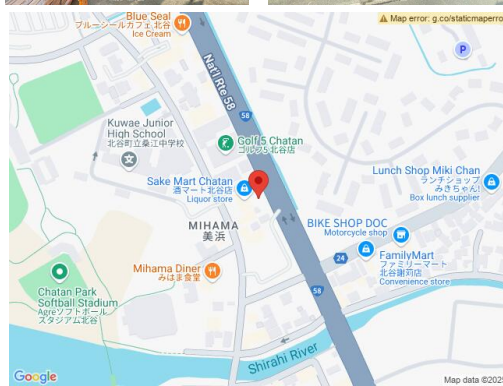 ⚠ Map error: g.co/staticmaperro
Blue Seal
ブルーシールカフェ 北谷
Ice Cream
Nat'l Rte 58
P
58
Kuwae Junior
High School
北谷町立桑江中学校
Golf 5 Chatan
ゴルフ5 北谷店
Sake Mart Chatan
酒マート北谷店
Liquor store
Lunch Shop Miki Chan
ランチショップ
みきちゃん!
Box lunch supplier
MIHAMA
美浜
BIKE SHOP DOC
Motorcycle shop
24
FamilyMart
ファミリーマート
北谷謝苅店
Convenience store
Mihama Diner
みはま食堂
Chatan Park
Softball Stadium
Agreソフトボール
スタジアム北谷
58
Shirahi River
Google
Map data ©202